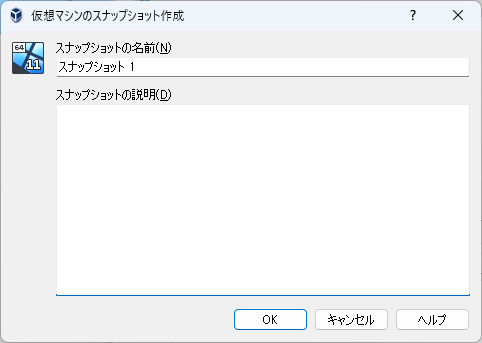 仮想マシンのスナップショット作成
?
64
11
スナップショットの名前(N)
スナップショット 1
スナップショットの説明(D)
OK
キャンセル
ヘルプ